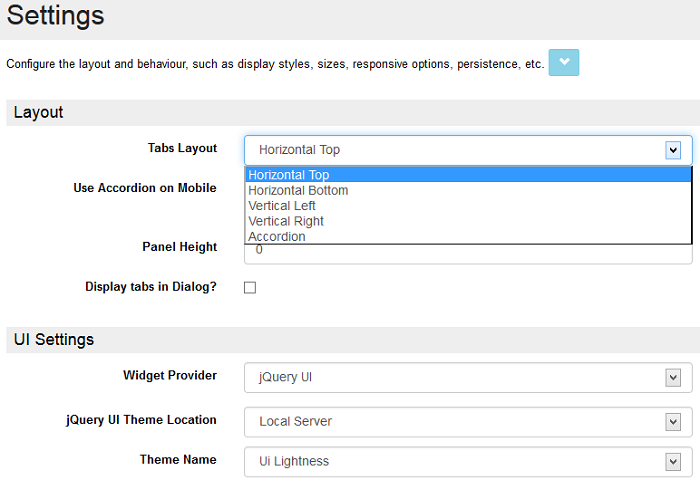 Settings
Configure the layout and behaviour, such as display styles, sizes, responsive options, persistence, etc.
Layout
Tabs Layout Horizontal Top
Horizontal Top
Use Accordion on Mobile Horizontal Bottom
Vertical Left
Vertical Right
Accordion
Panel Height 0
Display tabs in Dialog?
UI Settings
Widget Provider jQuery UI
jQuery UI Theme Location Local Server
Theme Name Ui Lightness